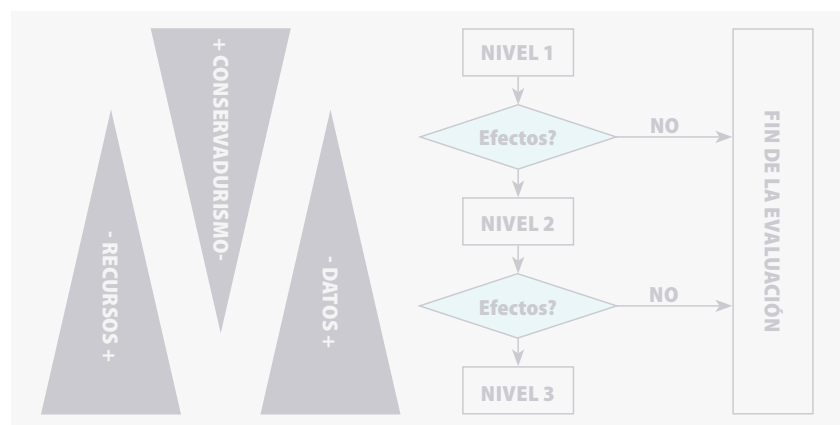 + CONSERVADURISMO-
- RECURSOS +
- DATOS +
NIVEL 1
Efectos?
NO
NIVEL 2
Efectos?
NO
NIVEL 3
FIN DE LA EVALUACIÓN